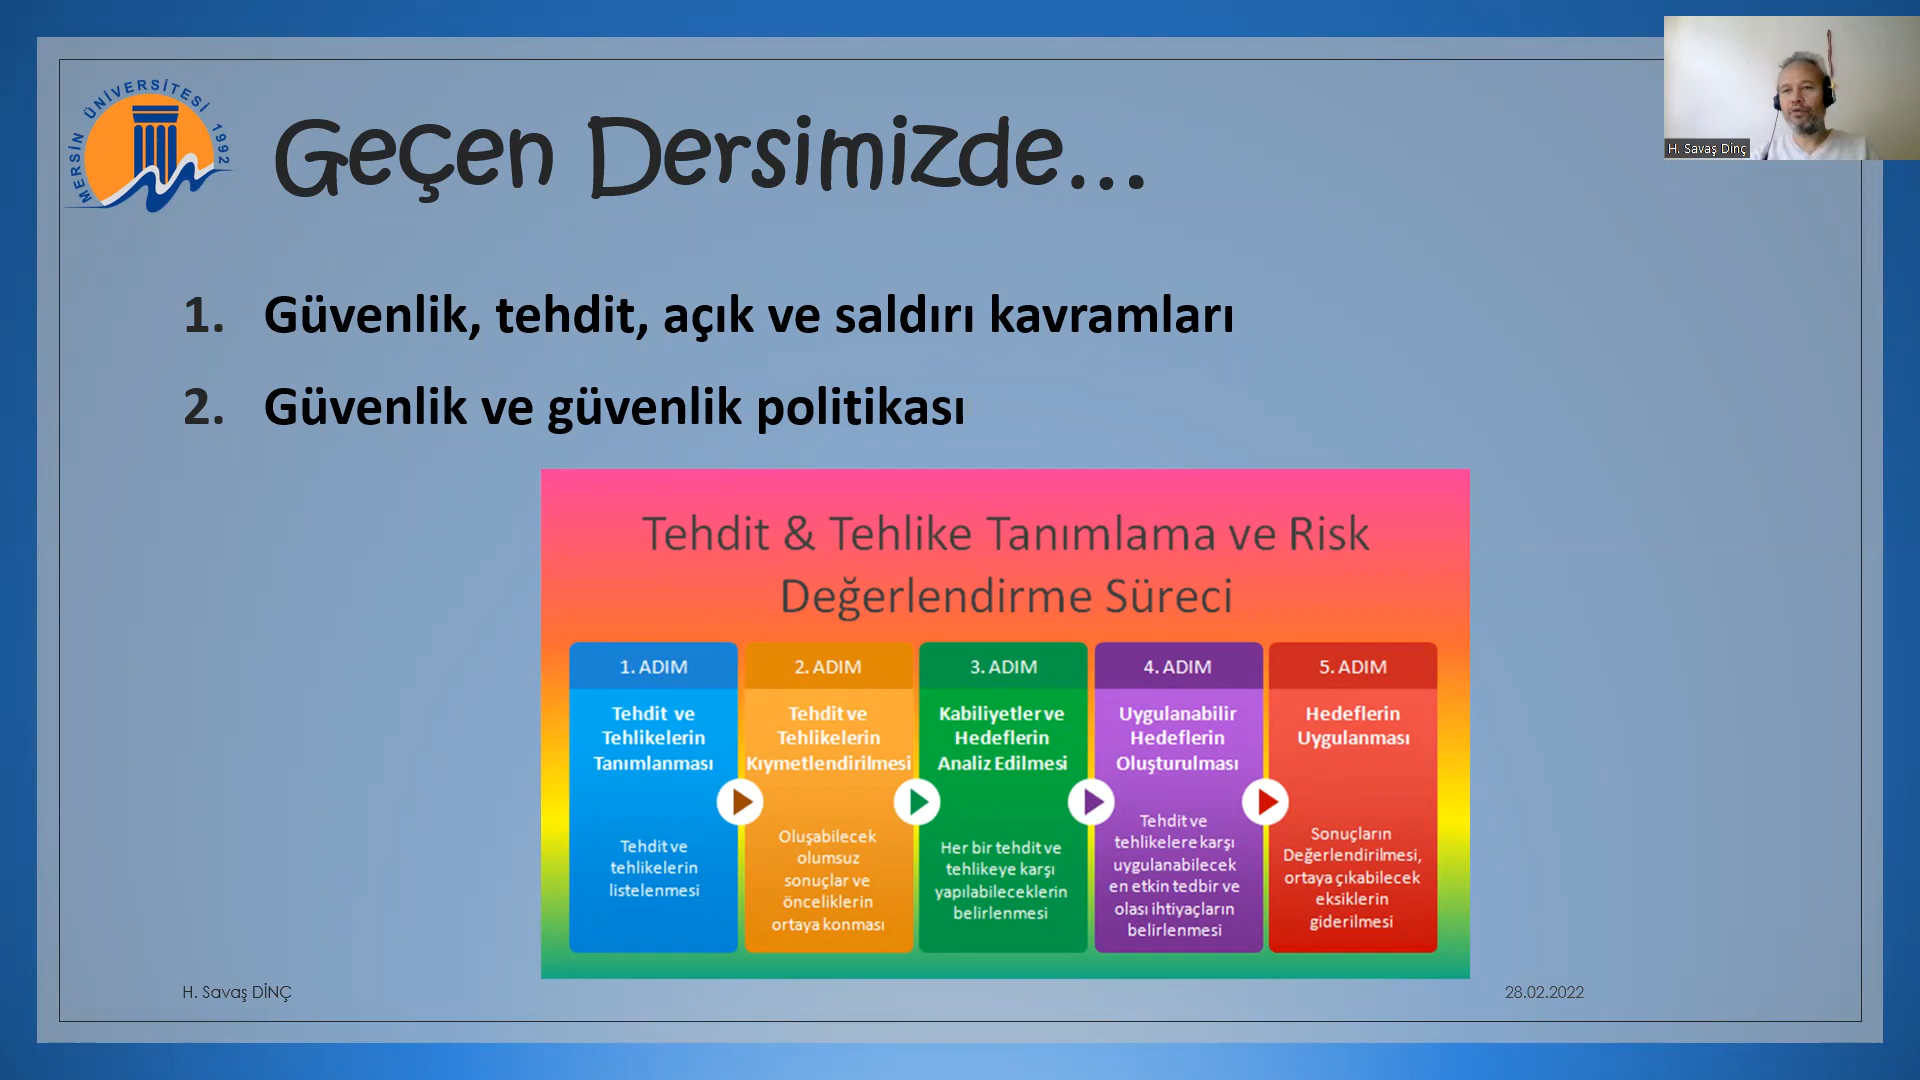 MERSİN ÜNİVERSİTESİ 1992
Geçen Dersimizde...
H. Savaş Dinç
1. Güvenlik, tehdit, açık ve saldırı kavramları
2. Güvenlik ve güvenlik politikası
Tehdit & Tehlike Tanımlama ve Risk
Değerlendirme Süreci
1. ADIM
Tehdit ve
Tehlikelerin
Tanımlanması
Tehdit ve
tehlikelerin
listelenmesi
2. ADIM
Tehdit ve
Tehlikelerin
Kıymetlendirilmesi
Oluşabilecek
olumsuz
sonuçlar ve
önceliklerin
ortaya konması
3. ADIM
Kabiliyetler ve
Hedeflerin
Analiz Edilmesi
Her bir tehdit ve
tehlikeye karşı
yapılabileceklerin
belirlenmesi
4. ADIM
Uygulanabilir
Hedeflerin
Oluşturulması
Tehdit ve
tehlikelere karşı
uygulanabilecek
en etkin tedbir ve
olası ihtiyaçların
belirlenmesi
5. ADIM
Hedeflerin
Uygulanması
Sonuçların
Değerlendirilmesi,
ortaya çıkabilecek
eksiklerin
giderilmesi
H. Savaş DİNÇ
28.02.2022